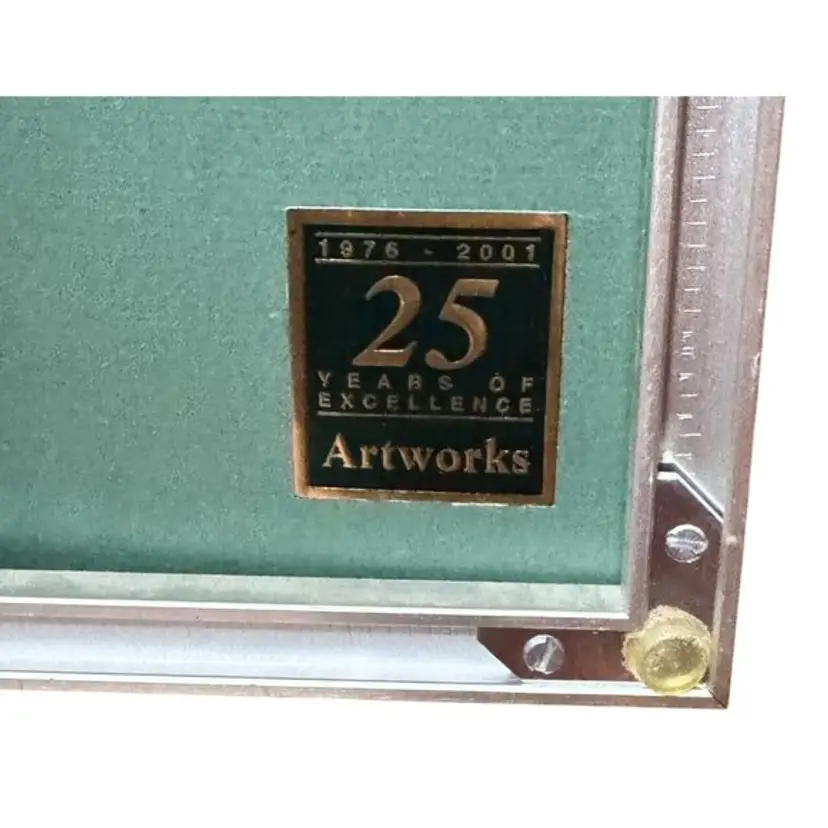 1976 - 2001
25
YEARS OF
EXCELLENCE
Artworks